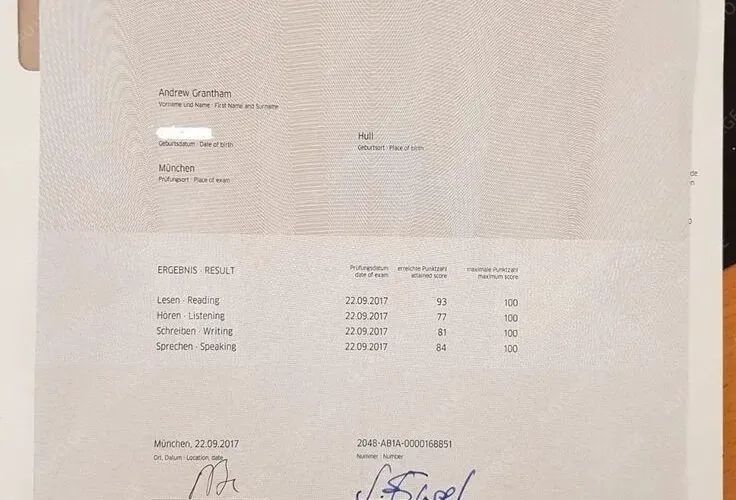 Andrew Grantham
Vorname und Name · First Name and Surname
Geburtsdatum · Date of birth
Hull
Geburtsort · Place of birth
München
Prüfungsort · Place of exam
ERGEBNIS · RESULT
Prüfungsdatum
date of exam
erreichte Punktzahl
attained score
maximale Punktzahl
maximum score
Lesen · Reading 22.09.2017 93 100
Hören · Listening 22.09.2017 77 100
Schreiben · Writing 22.09.2017 81 100
Sprechen · Speaking 22.09.2017 84 100
München, 22.09.2017
Ort, Datum · Location, date
2048-AB1A-0000168851
Nummer · Number